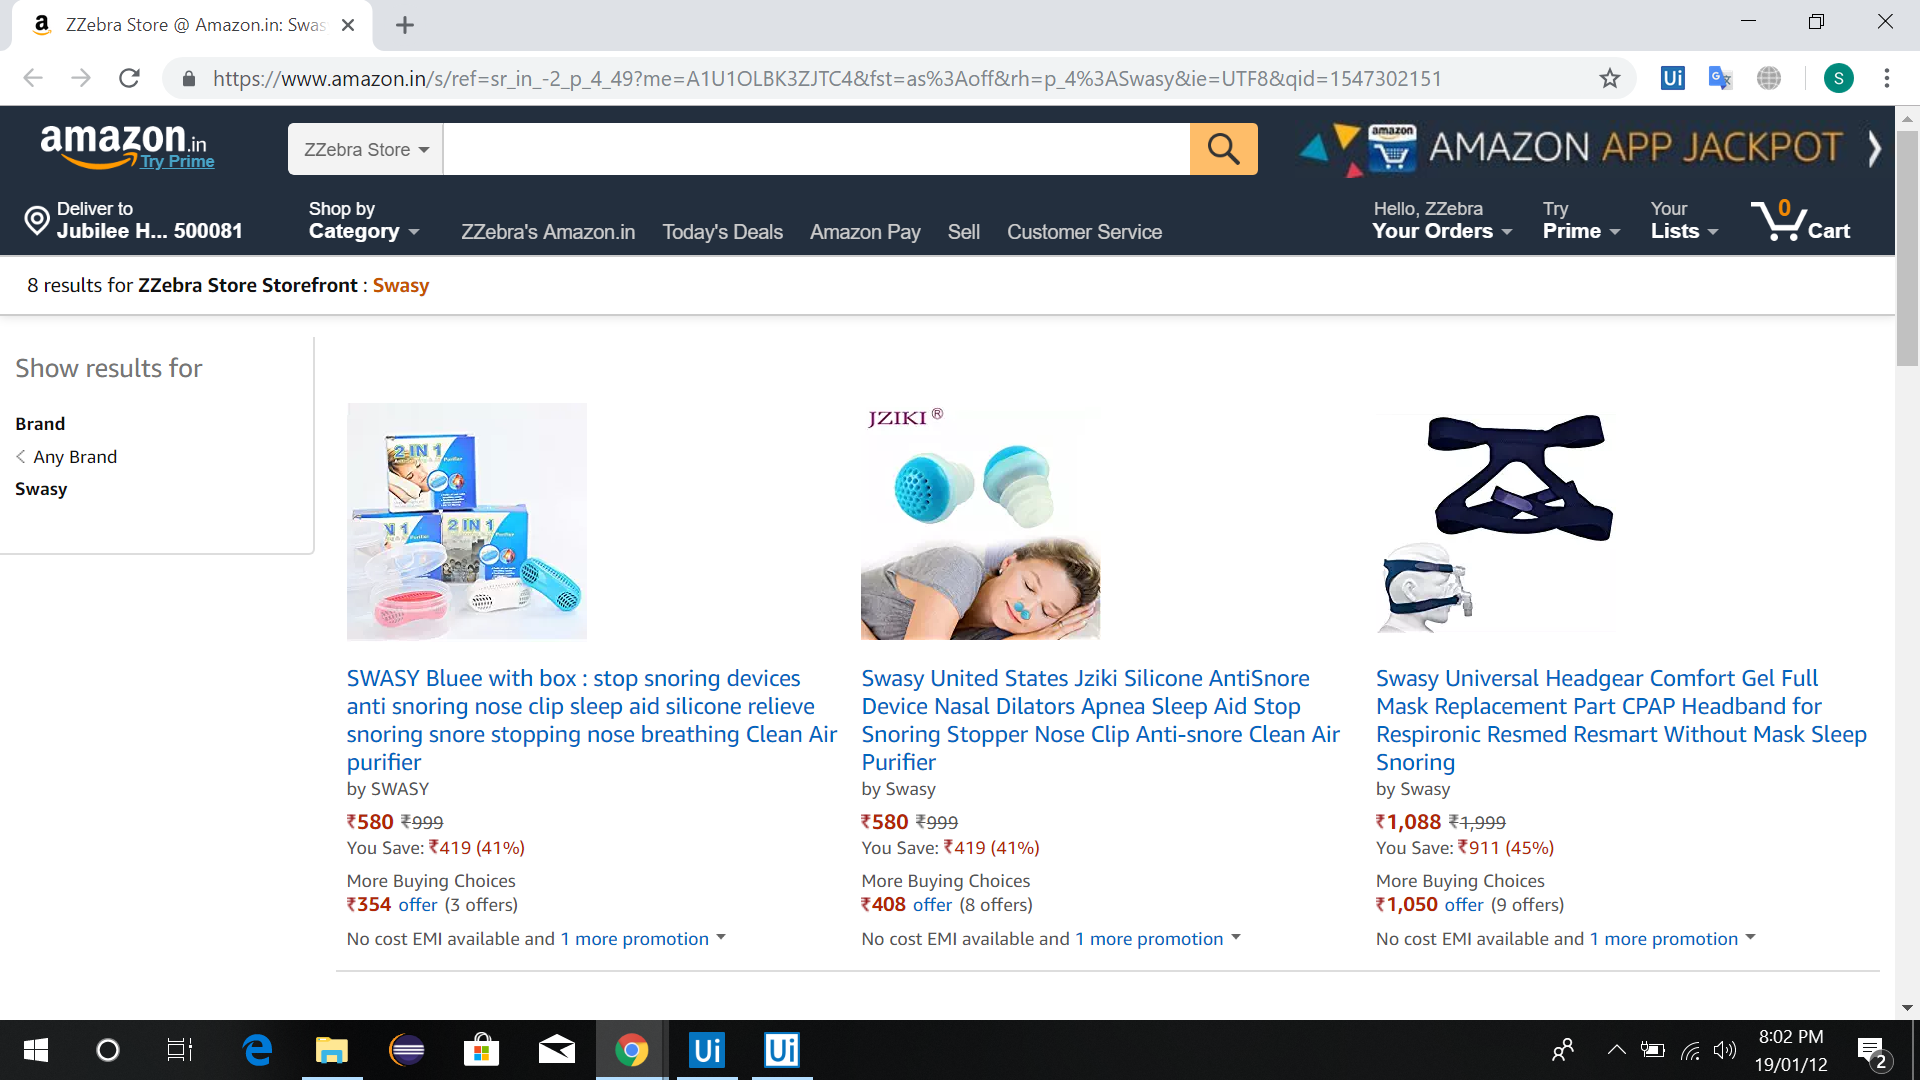 ZZebra Store @ Amazon.in: Swas
https://www.amazon.in/s/ref=sr_in_-2_p_4_49?me=A1U1OLBK3ZJTC4&fst=as%3Aoff&rh=p_4%3ASwasy&ie=UTF8&qid=1547302151
S
amazon.in
Try Prime
ZZebra Store
amazon
AMAZON APP JACKPOT
Deliver to
Jubilee H... 500081
Shop by
Category
ZZebra's Amazon.in
Today's Deals
Amazon Pay
Sell
Customer Service
Hello, ZZebra
Your Orders
Try
Prime
Your
Lists
0
Cart
8 results for ZZebra Store Storefront : Swasy
Show results for
Brand
Any Brand
Swasy
2 IN 1
2 IN 1
SWASY Bluee with box : stop snoring devices
anti snoring nose clip sleep aid silicone relieve
snoring snore stopping nose breathing Clean Air
purifier
by SWASY
₹580 ₹999
You Save: ₹419 (41%)
More Buying Choices
₹354 offer (3 offers)
No cost EMI available and 1 more promotion
JZIKI ®
Swasy United States Jziki Silicone AntiSnore
Device Nasal Dilators Apnea Sleep Aid Stop
Snoring Stopper Nose Clip Anti-snore Clean Air
Purifier
by Swasy
₹580 ₹999
You Save: ₹419 (41%)
More Buying Choices
₹408 offer (8 offers)
No cost EMI available and 1 more promotion
Swasy Universal Headgear Comfort Gel Full
Mask Replacement Part CPAP Headband for
Respironic Resmed Resmart Without Mask Sleep
Snoring
by Swasy
₹1,088 ₹1,999
You Save: ₹911 (45%)
More Buying Choices
₹1,050 offer (9 offers)
No cost EMI available and 1 more promotion
Ui
Ui
8:02 PM
19/01/12
2